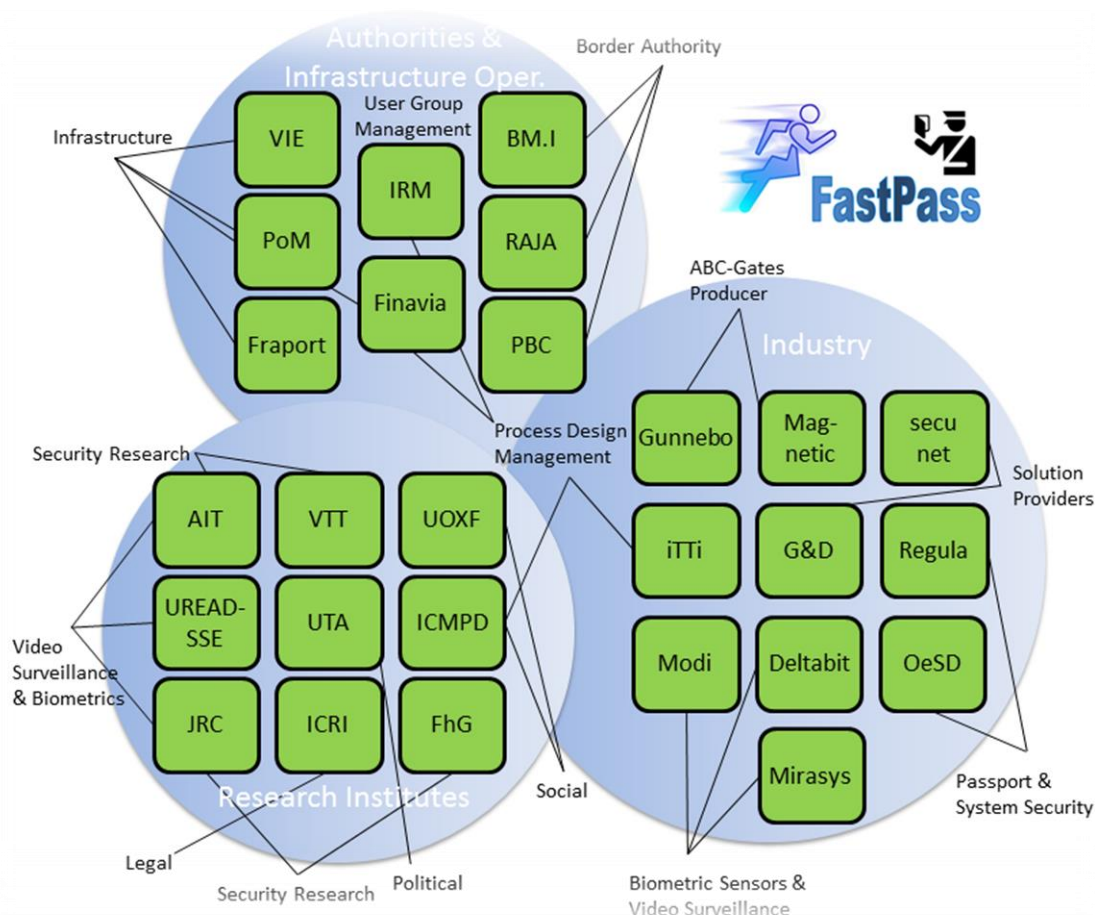 Authorities &
Infrastructure Oper.
Border Authority
User Group
Management
Infrastructure
VIE
BM.I
IRM
PoM
RAJA
Finavia
Fraport
PBC
FastPass
ABC-Gates
Producer
Industry
Gunnebo
Mag-
netic
secu
net
Process Design
Management
Solution
Providers
iTTi
G&D
Regula
Modi
Deltabit
OeSD
Mirasys
Passport &
System Security
Biometric Sensors &
Video Surveillance
Security Research
AIT
VTT
UOXF
UREAD-
SSE
UTA
ICMPD
Video
Surveillance
& Biometrics
JRC
ICRI
FhG
Research Institutes
Social
Legal
Security Research
Political